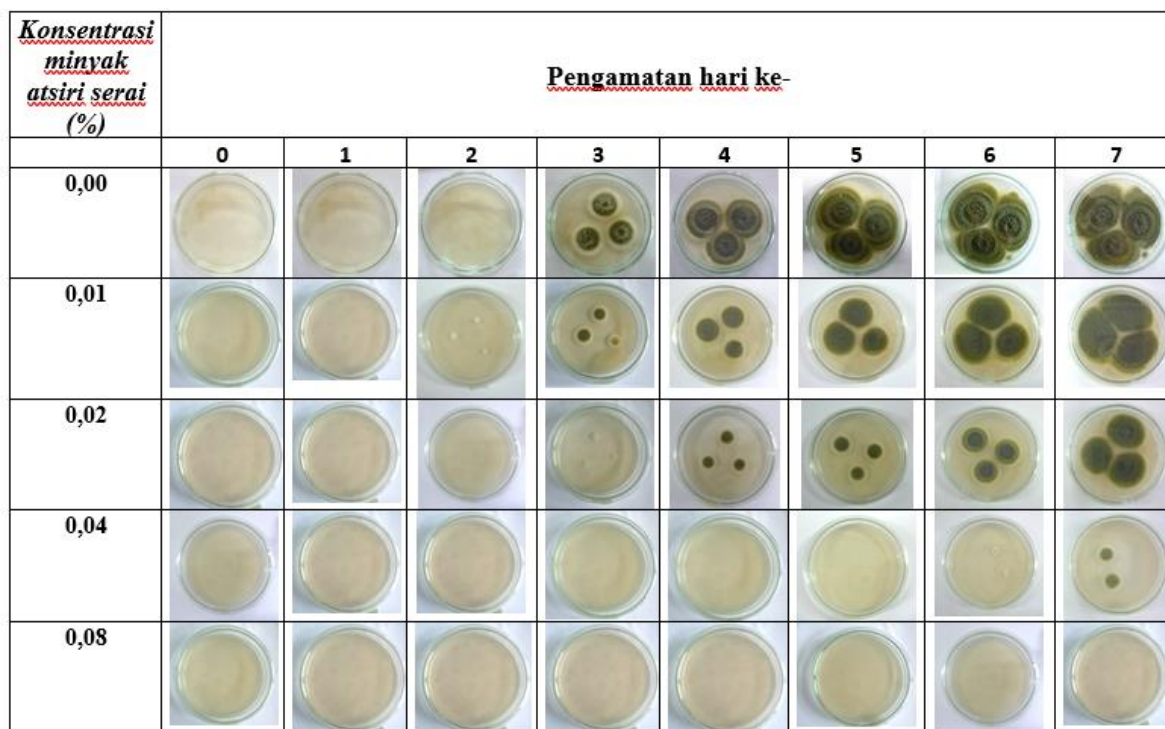 Konsentrasi
minyak
atsiri serai
(%)
Pengamatan hari ke-
0 1 2 3 4 5 6 7
0,00
0,01
0,02
0,04
0,08